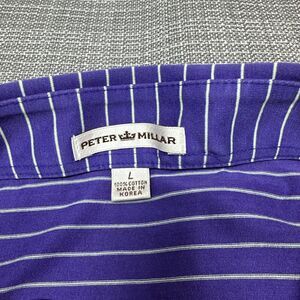 PETER MILLAR
L
100% COTTON
MADE IN
KOREA